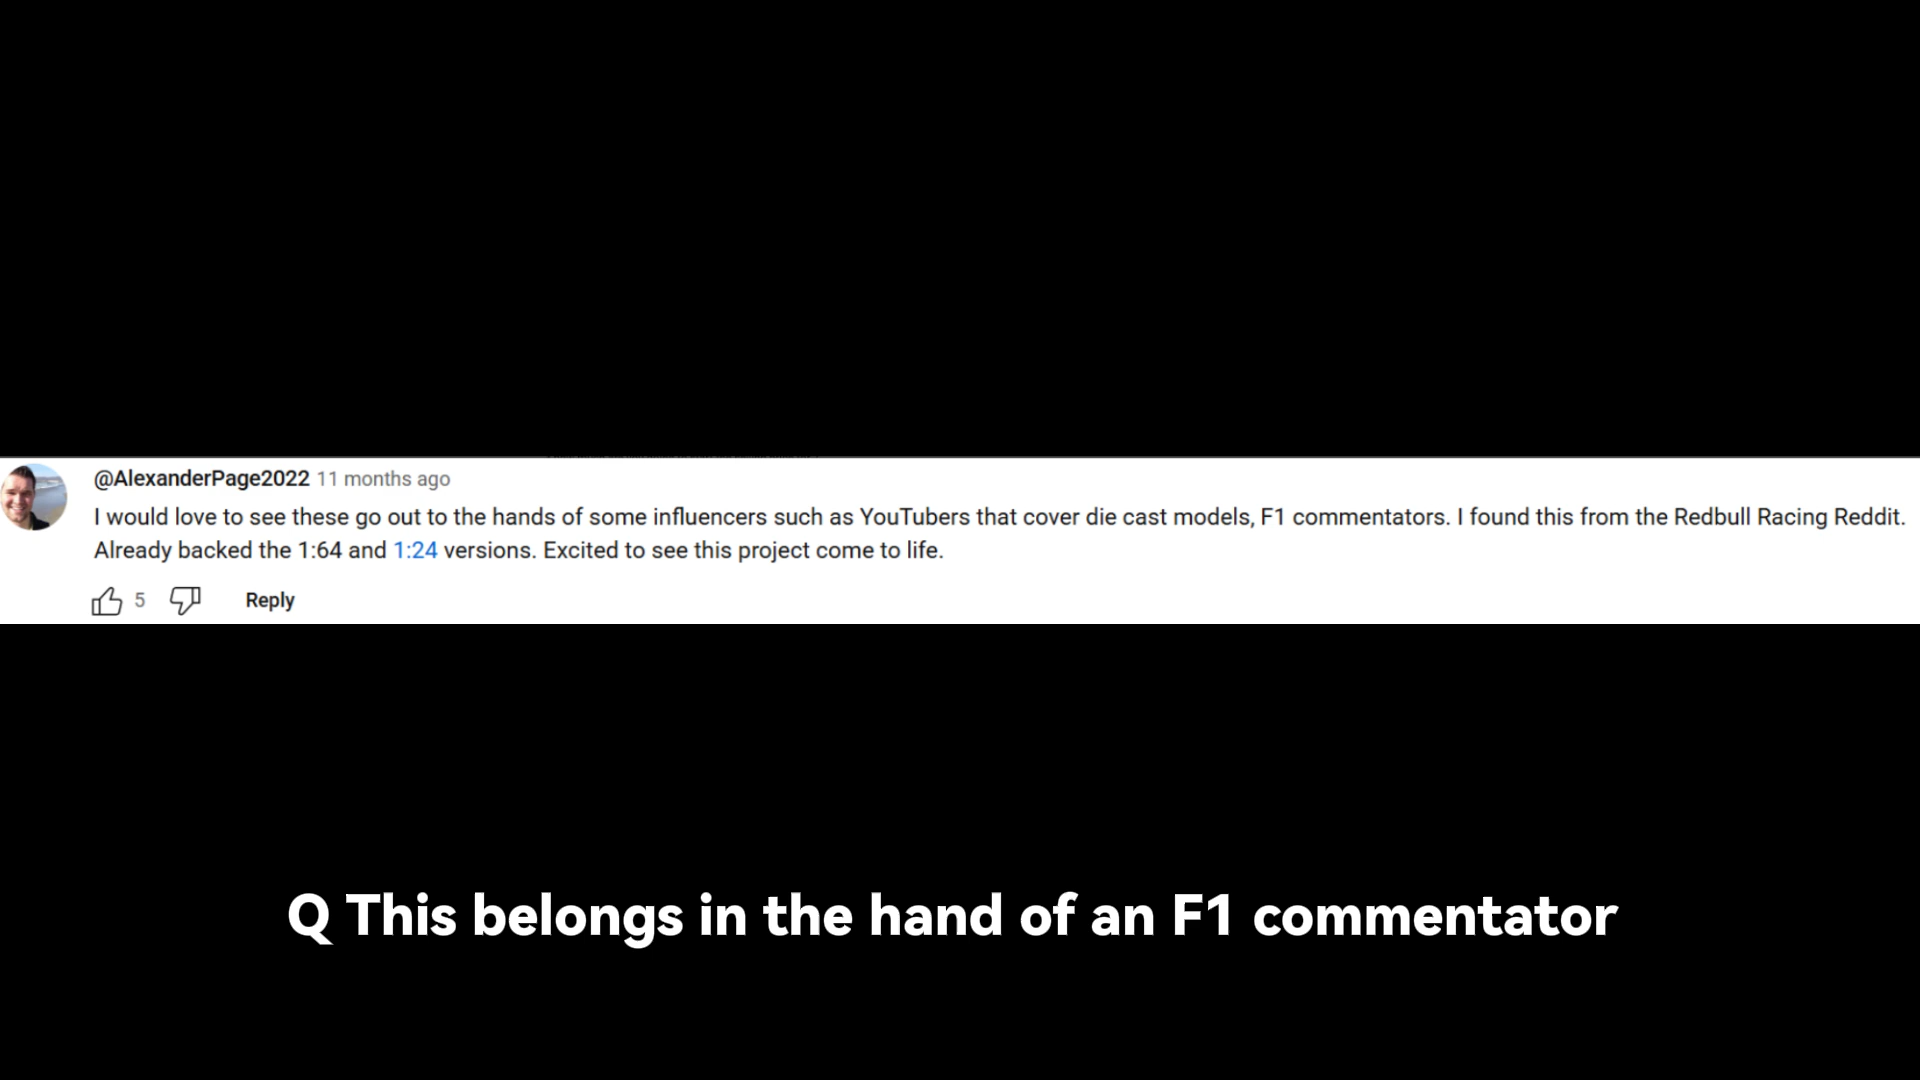 @AlexanderPage2022 11 months ago
I would love to see these go out to the hands of some influencers such as YouTubers that cover die cast models, F1 commentators. I found this from the Redbull Racing Reddit.
Already backed the 1:64 and 1:24 versions. Excited to see this project come to life.
5 Reply
Q This belongs in the hand of an F1 commentator